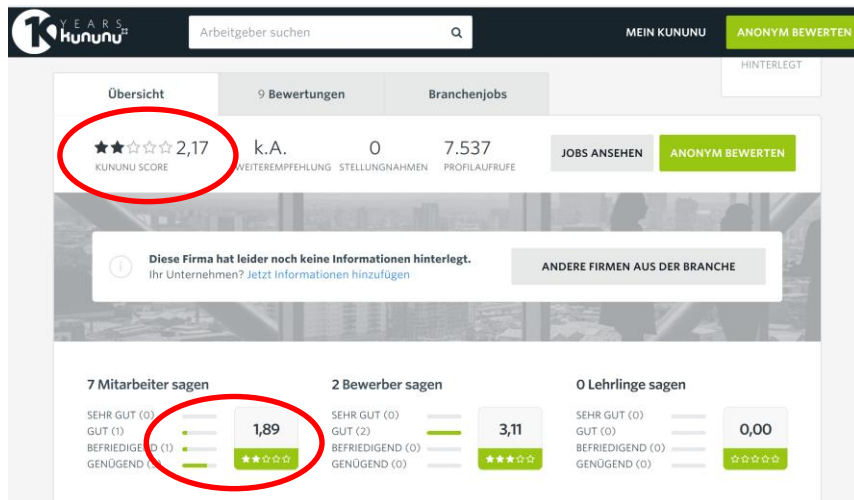 10 YEARS
kununu
Arbeitgeber suchen
MEIN KUNUNU
ANONYM BEWERTEN
HINTERLEGT
Übersicht
9 Bewertungen
Branchenjobs
2,17
KUNUNU SCORE
k.A.
WEITEREMPFEHLUNG
0
STELLUNGNAHMEN
7.537
PROFILAUFRUFE
JOBS ANSEHEN
ANONYM BEWERTEN
Diese Firma hat leider noch keine Informationen hinterlegt.
Ihr Unternehmen? Jetzt Informationen hinzufügen
ANDERE FIRMEN AUS DER BRANCHE
7 Mitarbeiter sagen
SEHR GUT (0)
GUT (1)
BEFRIEDIGEND (1)
GENÜGEND
1,89
2 Bewerber sagen
SEHR GUT (0)
GUT (2)
BEFRIEDIGEND (0)
GENÜGEND (0)
3,11
0 Lehrlinge sagen
SEHR GUT (0)
GUT (0)
BEFRIEDIGEND (0)
GENÜGEND (0)
0,00